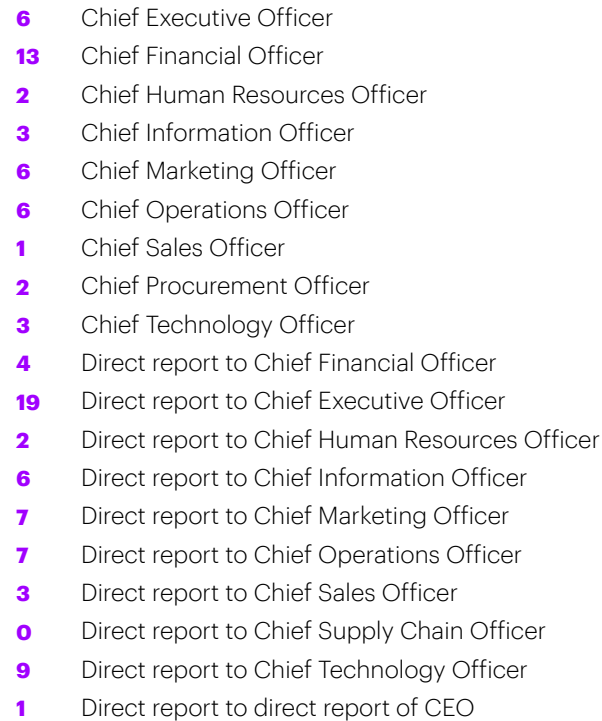 6 Chief Executive Officer
13 Chief Financial Officer
2 Chief Human Resources Officer
3 Chief Information Officer
6 Chief Marketing Officer
6 Chief Operations Officer
1 Chief Sales Officer
2 Chief Procurement Officer
3 Chief Technology Officer
4 Direct report to Chief Financial Officer
19 Direct report to Chief Executive Officer
2 Direct report to Chief Human Resources Officer
6 Direct report to Chief Information Officer
7 Direct report to Chief Marketing Officer
7 Direct report to Chief Operations Officer
3 Direct report to Chief Sales Officer
0 Direct report to Chief Supply Chain Officer
9 Direct report to Chief Technology Officer
1 Direct report to direct report of CEO